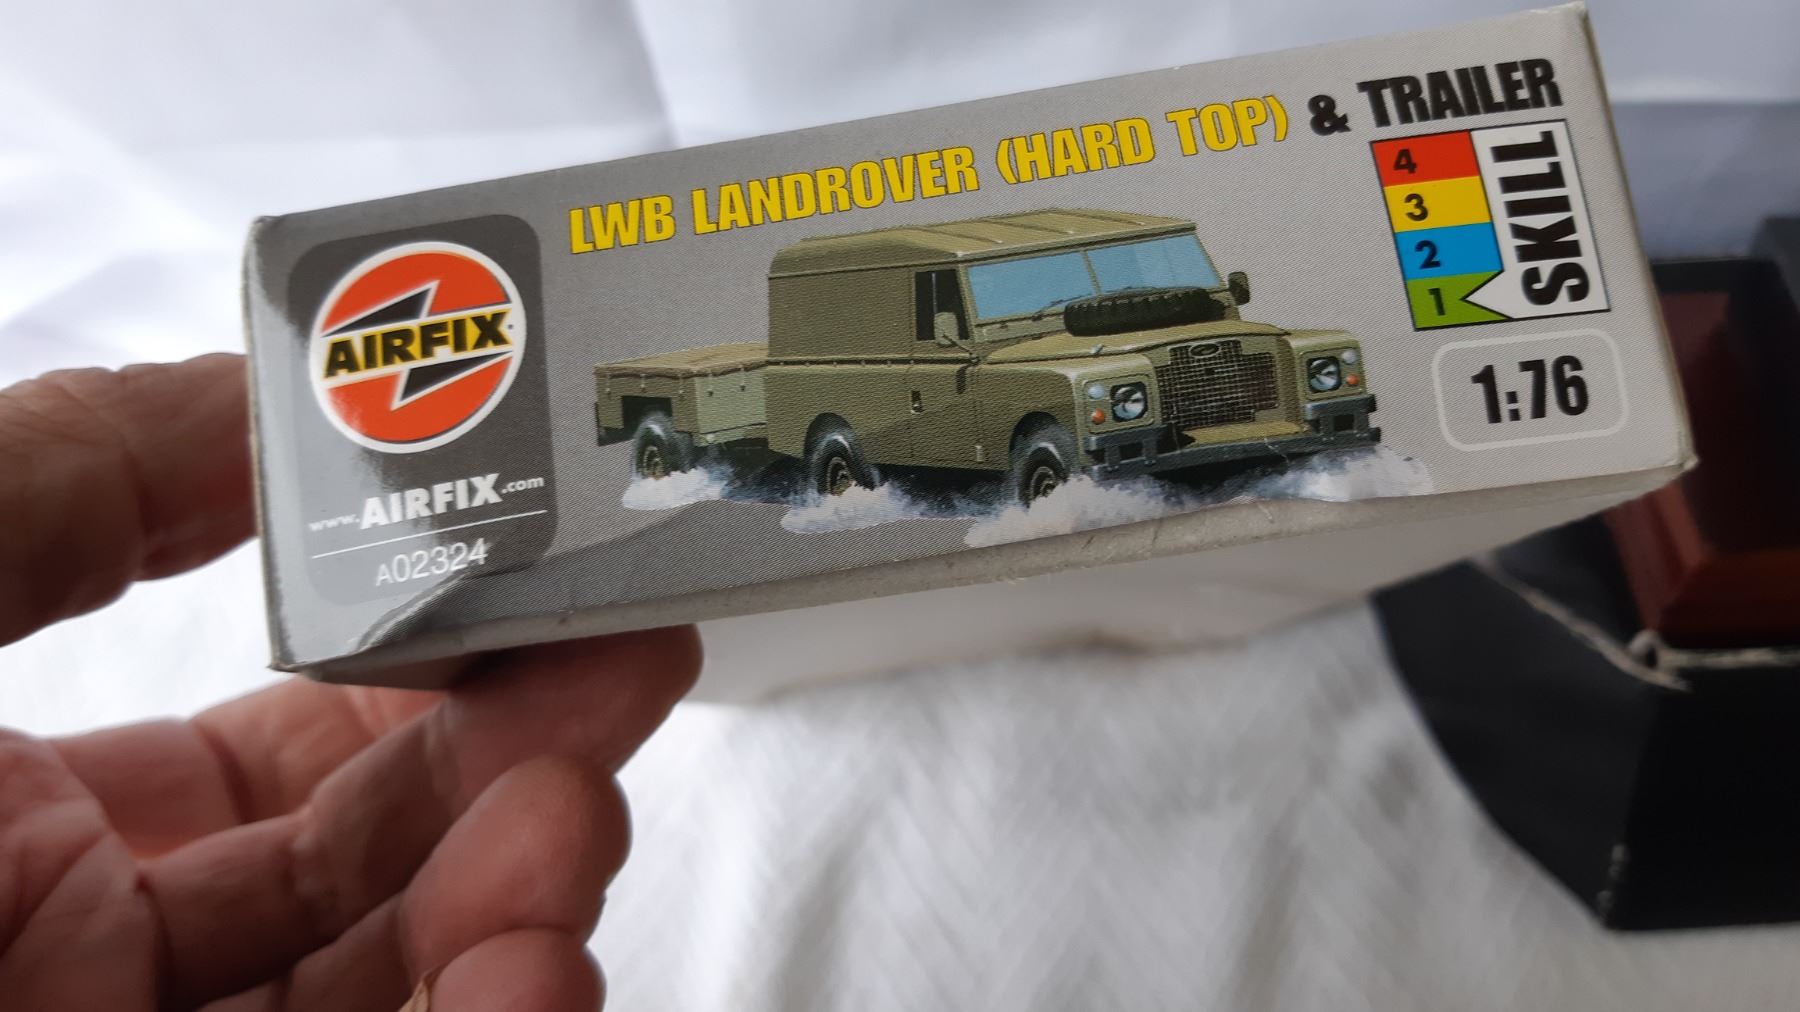 LWB LANDROVER (HARD TOP) & TRAILER
AIRFIX
www.AIRFIX.com
A02324
4
3
2
1
SKILL
1:76